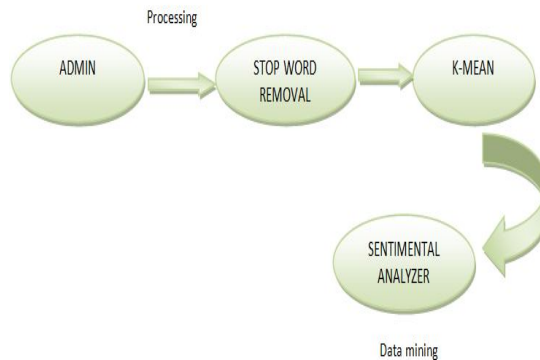 Processing
ADMIN
STOP WORD
REMOVAL
K-MEAN
SENTIMENTAL
ANALYZER
Data mining